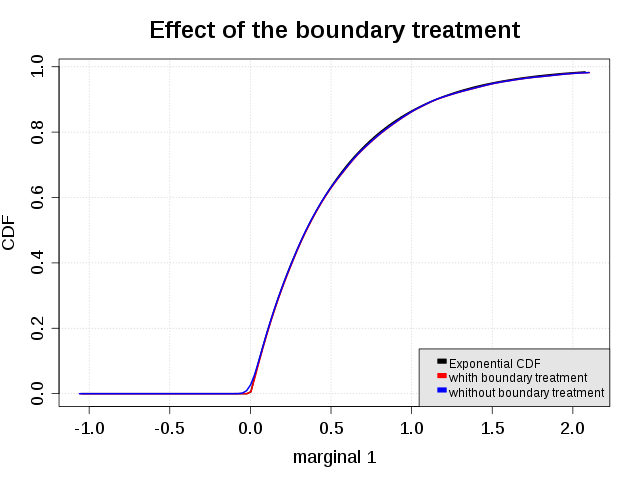 Effect of the boundary treatment
CDF
1.0
0.8
0.6
0.4
0.2
0.0
-1.0 -0.5 0.0 0.5 1.0 1.5 2.0
marginal 1
Exponential CDF
whith boundary treatment
whithout boundary treatment